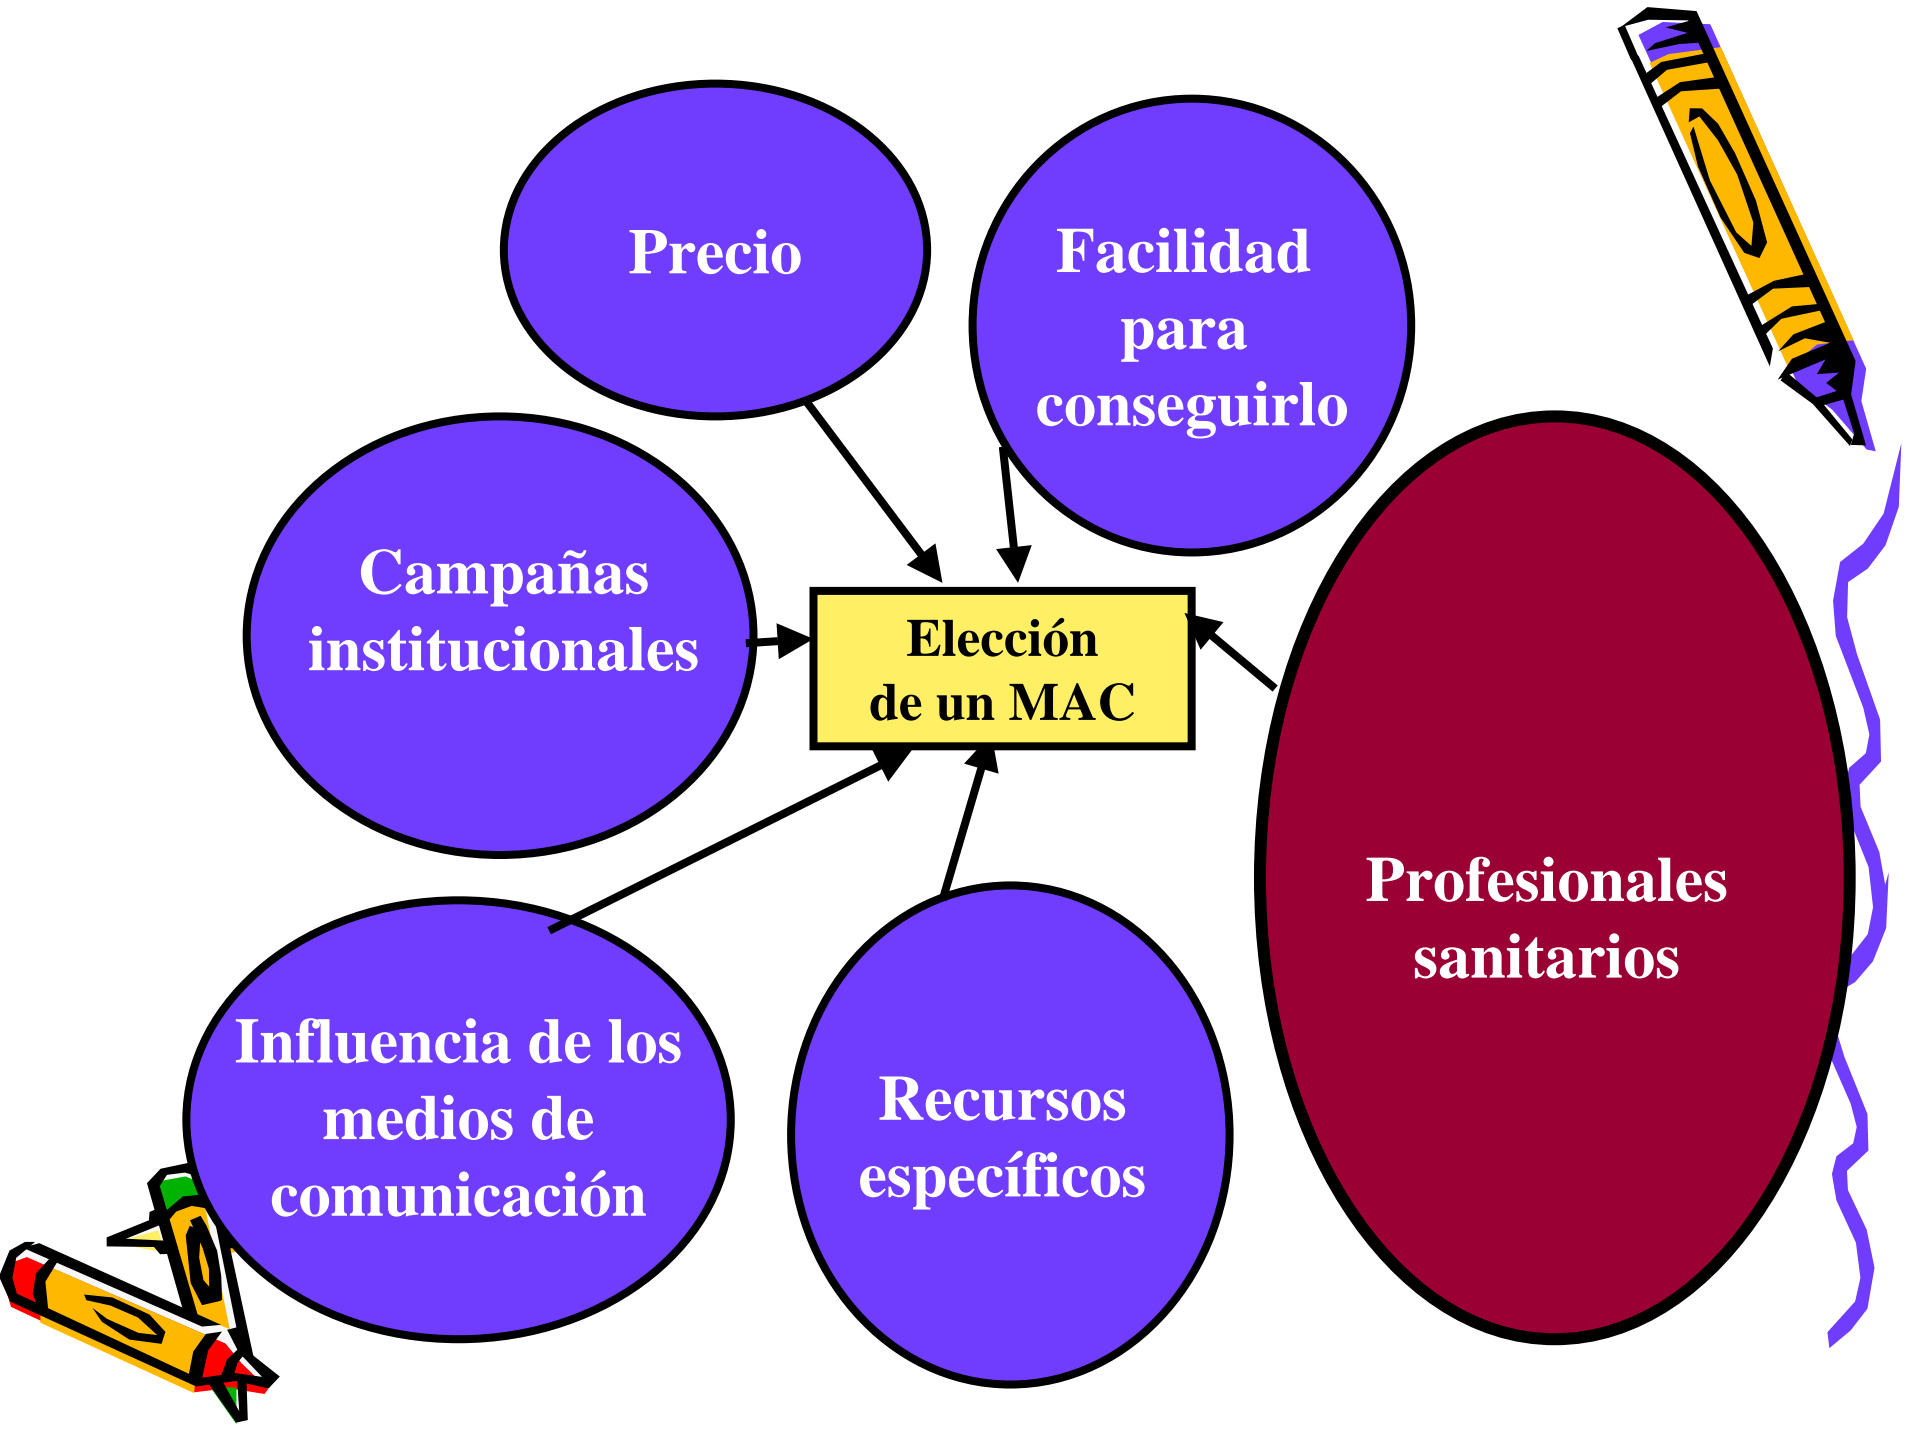 Precio
Facilidad
para
conseguirlo
Campañas
institucionales
Elección
de un MAC
Profesionales
sanitarios
Influencia de los
medios de
comunicación
Recursos
específicos